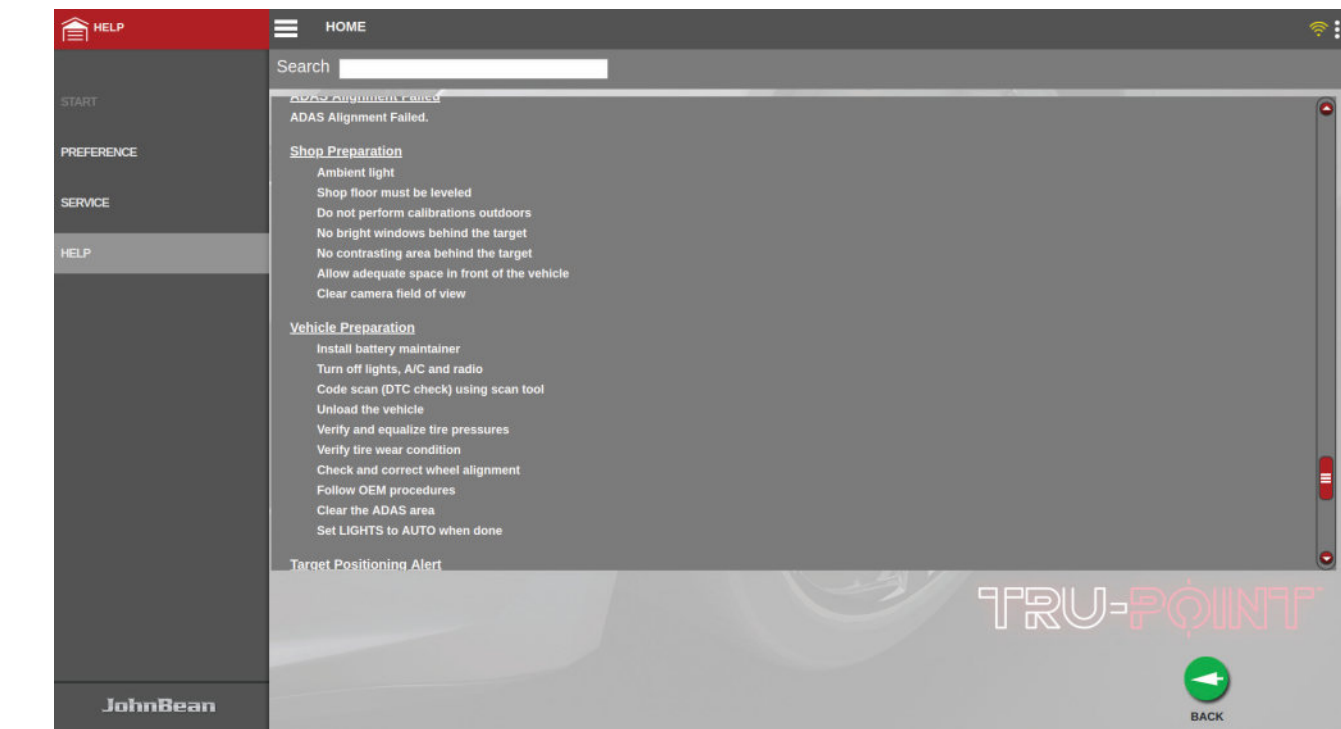 HELP
HOME
Search
START
PREFERENCE
SERVICE
HELP
ADAS Alignment Failed
ADAS Alignment Failed.
Shop Preparation
Ambient light
Shop floor must be leveled
Do not perform calibrations outdoors
No bright windows behind the target
No contrasting area behind the target
Allow adequate space in front of the vehicle
Clear camera field of view
Vehicle Preparation
Install battery maintainer
Turn off lights, A/C and radio
Code scan (DTC check) using scan tool
Unload the vehicle
Verify and equalize tire pressures
Verify tire wear condition
Check and correct wheel alignment
Follow OEM procedures
Clear the ADAS area
Set LIGHTS to AUTO when done
Target Positioning Alert
TRU-POINT
JohnBean
BACK